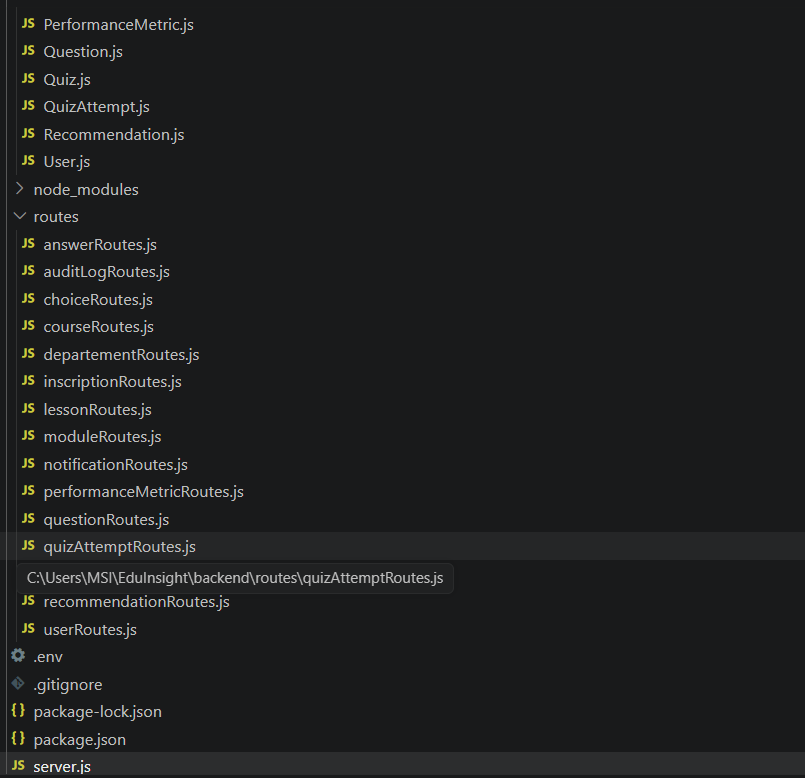 JS PerformanceMetric.js
JS Question.js
JS Quiz.js
JS QuizAttempt.js
JS Recommendation.js
JS User.js
node_modules
routes
JS answerRoutes.js
JS auditLogRoutes.js
JS choiceRoutes.js
JS courseRoutes.js
JS departementRoutes.js
JS inscriptionRoutes.js
JS lessonRoutes.js
JS moduleRoutes.js
JS notificationRoutes.js
JS performanceMetricRoutes.js
JS questionRoutes.js
JS quizAttemptRoutes.js
C:\Users\MSI\EduInsight\backend\routes\quizAttemptRoutes.js
JS recommendationRoutes.js
JS userRoutes.js
.env
.gitignore
{} package-lock.json
{} package.json
JS server.js